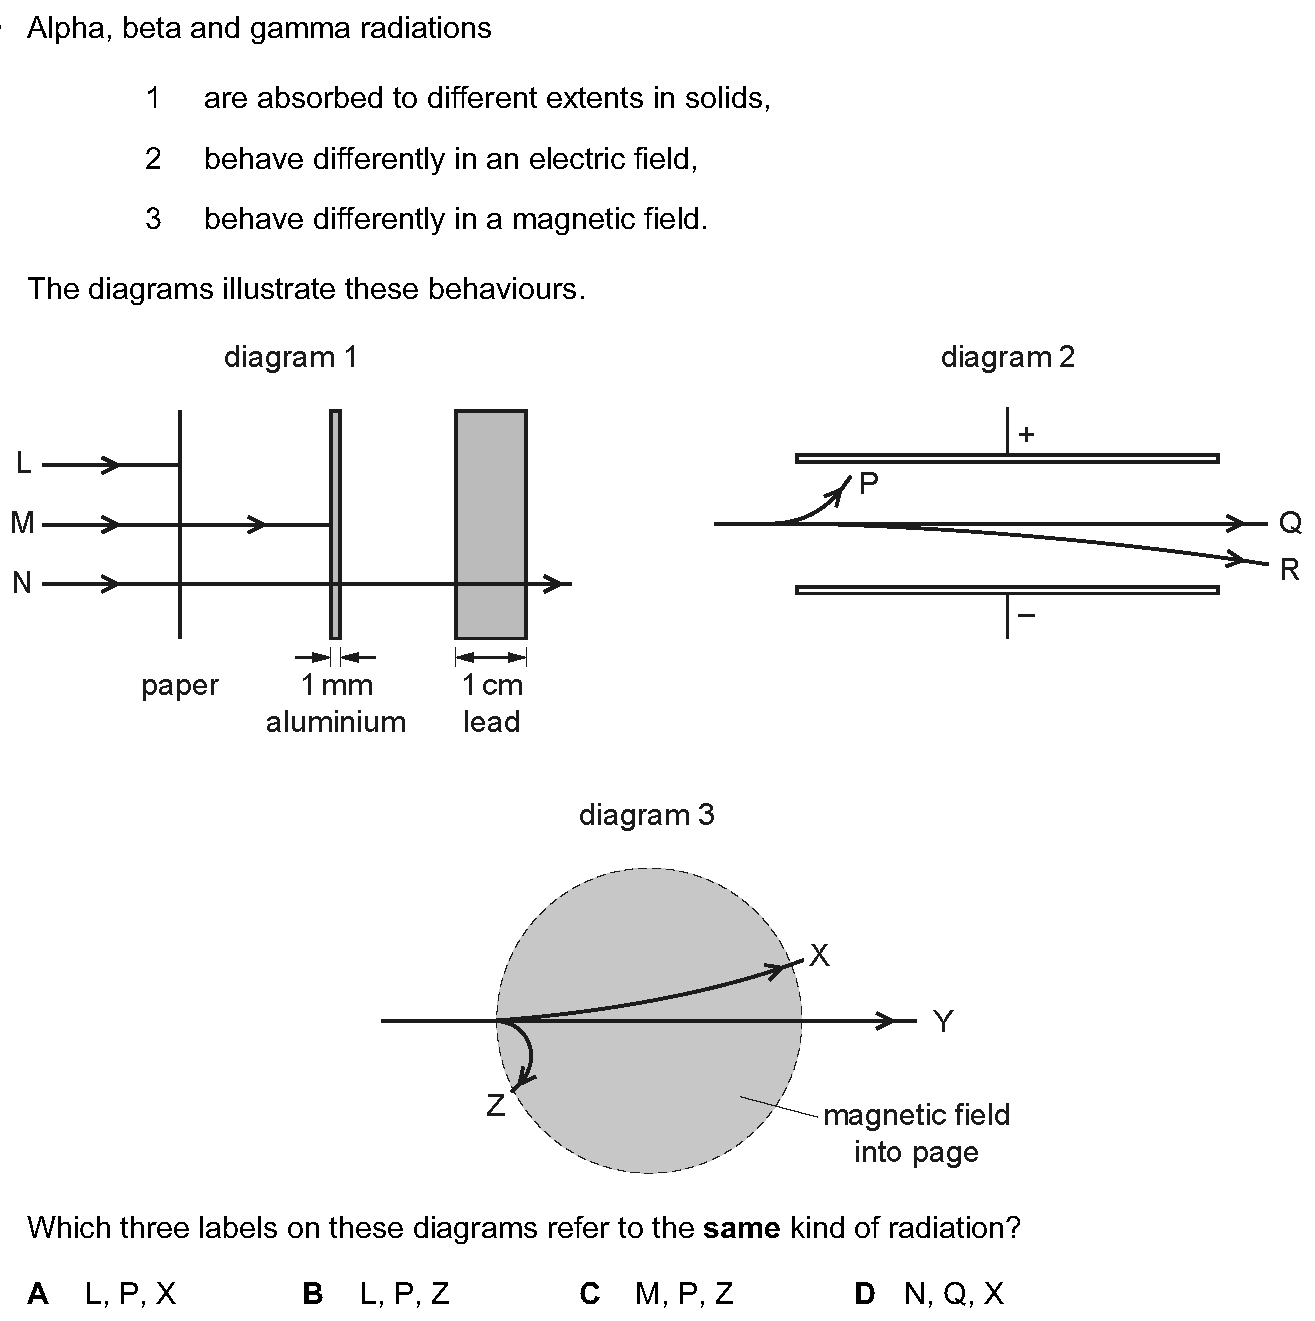 Alpha, beta and gamma radiations
1 are absorbed to different extents in solids,
2 behave differently in an electric field,
3 behave differently in a magnetic field.
The diagrams illustrate these behaviours.
diagram 1
L
M
N
paper
1 mm
aluminium
1 cm
lead
diagram 2
+
P
Q
R
–
diagram 3
X
Y
Z
magnetic field
into page
Which three labels on these diagrams refer to the same kind of radiation?
A L, P, X B L, P, Z C M, P, Z D N, Q, X